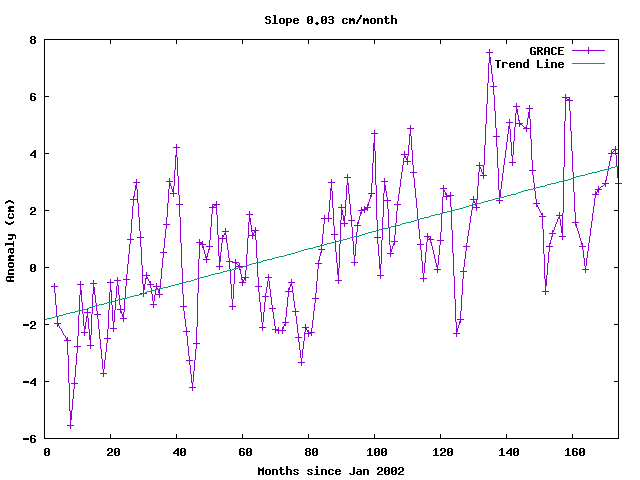 Slope 0.03 cm/month
GRACE
Trend Line
8
6
4
2
0
-2
-4
-6
Anomaly (cm)
0 20 40 60 80 100 120 140 160
Months since Jan 2002